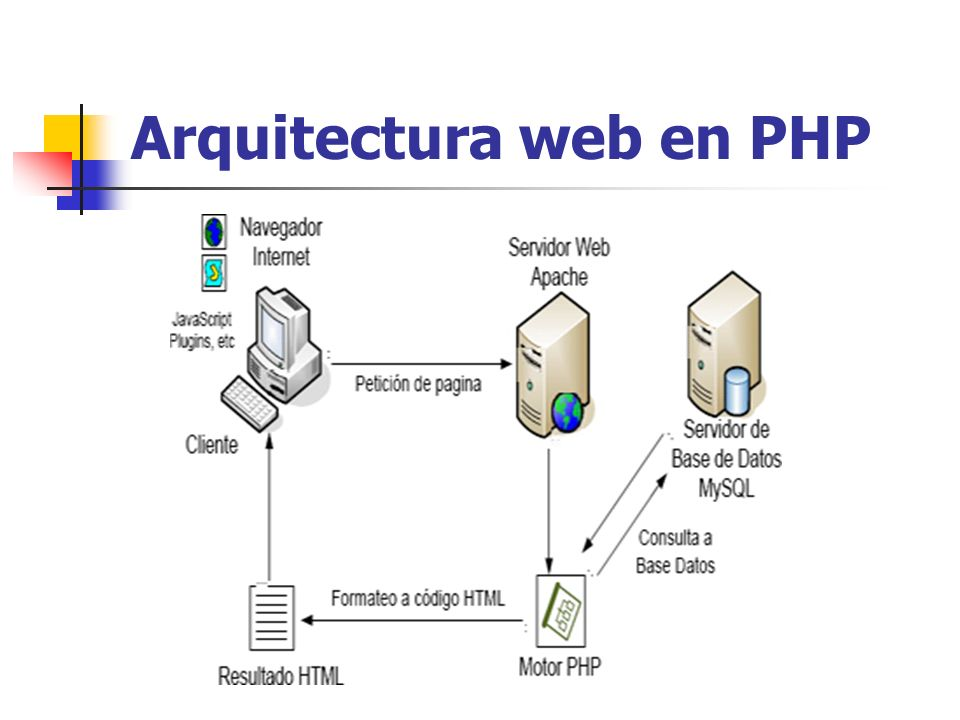 Arquitectura web en PHP
Navegador
Internet
JavaScript
Plugins, etc
Cliente
Petición de pagina
Servidor Web
Apache
Servidor de
Base de Datos
MySQL
Consulta a
Base Datos
Motor PHP
Formateo a código HTML
Resultado HTML